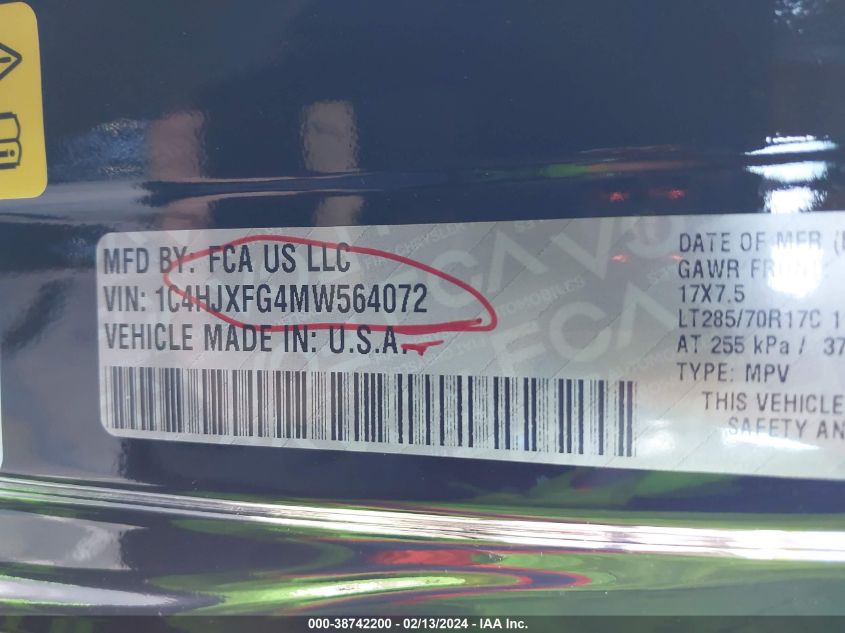 MFD BY: FCA US LLC
VIN: 1C4HJXFG4MW564072
VEHICLE MADE IN: U.S.A.
DATE OF MFR
GAWR FRONT:
17X7.5
LT285/70R17C 1
AT 255 kPa / 37
TYPE: MPV
THIS VEHICLE
SAFETY AN
000-38742200 - 02/13/2024 - IAA Inc.